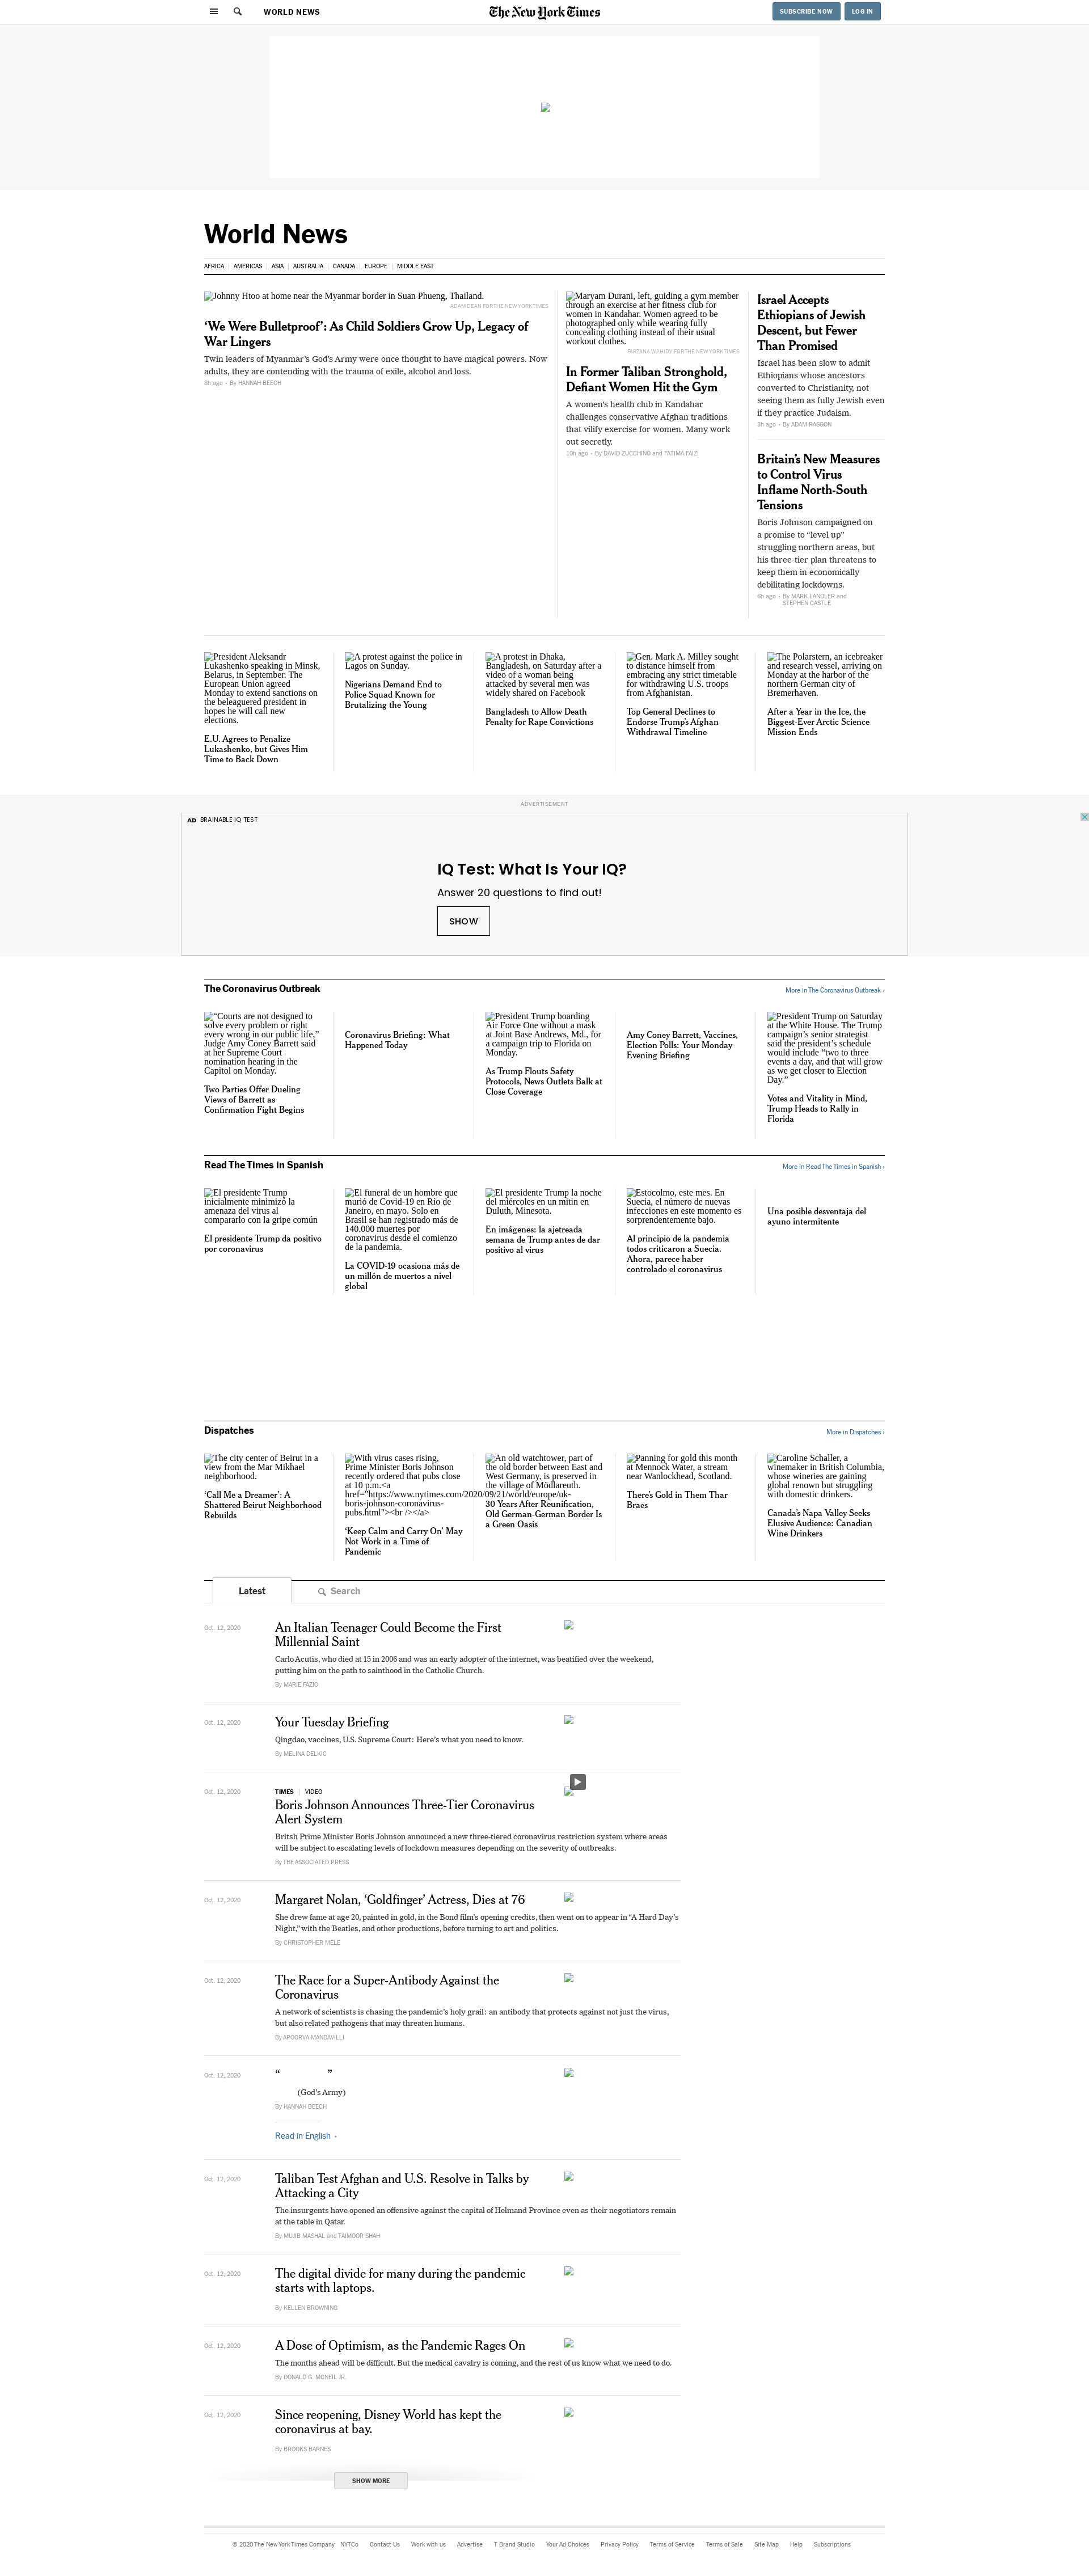 WORLD NEWS
The New York Times
SUBSCRIBE NOW
LOG IN
World News
AFRICA
AMERICAS
ASIA
AUSTRALIA
CANADA
EUROPE
MIDDLE EAST
Johnny Htoo at home near the Myanmar border in Suan Phueng, Thailand.
ADAM DEAN FOR THE NEW YORK TIMES
‘We Were Bulletproof’: As Child Soldiers Grow Up, Legacy of
War Lingers
Twin leaders of Myanmar’s God’s Army were once thought to have magical powers. Now
adults, they are contending with the trauma of exile, alcohol and loss.
8h ago
By HANNAH BEECH
Maryam Durani, left, guiding a gym member
through an exercise at her fitness club for
women in Kandahar. Women agreed to be
photographed only while wearing fully
concealing clothing instead of their usual
workout clothes.
FARZANA WAHIDY FOR THE NEW YORK TIMES
In Former Taliban Stronghold,
Defiant Women Hit the Gym
A women’s health club in Kandahar
challenges conservative Afghan traditions
that vilify exercise for women. Many work
out secretly.
10h ago
By DAVID ZUCCHINO and FATIMA FAIZI
Israel Accepts
Ethiopians of Jewish
Descent, but Fewer
Than Promised
Israel has been slow to admit
Ethiopians whose ancestors
converted to Christianity, not
seeing them as fully Jewish even
if they practice Judaism.
3h ago
By ADAM RASGON
Britain’s New Measures
to Control Virus
Inflame North-South
Tensions
Boris Johnson campaigned on
a promise to “level up”
struggling northern areas, but
his three-tier plan threatens to
keep them in economically
debilitating lockdowns.
6h ago
By MARK LANDLER and
STEPHEN CASTLE
President Aleksandr
Lukashenko speaking in Minsk,
Belarus, in September. The
European Union agreed
Monday to extend sanctions on
the beleaguered president in
hopes he will call new
elections.
E.U. Agrees to Penalize
Lukashenko, but Gives Him
Time to Back Down
A protest against the police in
Lagos on Sunday.
Nigerians Demand End to
Police Squad Known for
Brutalizing the Young
A protest in Dhaka,
Bangladesh, on Saturday after a
video of a woman being
attacked by several men was
widely shared on Facebook
Bangladesh to Allow Death
Penalty for Rape Convictions
Gen. Mark A. Milley sought
to distance himself from
embracing any strict timetable
for withdrawing U.S. troops
from Afghanistan.
Top General Declines to
Endorse Trump’s Afghan
Withdrawal Timeline
The Polarstern, an icebreaker
and research vessel, arriving on
Monday at the harbor of the
northern German city of
Bremerhaven.
After a Year in the Ice, the
Biggest-Ever Arctic Science
Mission Ends
ADVERTISEMENT
AD BRAINABLE IQ TEST
IQ Test: What Is Your IQ?
Answer 20 questions to find out!
SHOW
The Coronavirus Outbreak
More in The Coronavirus Outbreak ›
“Courts are not designed to
solve every problem or right
every wrong in our public life,”
Judge Amy Coney Barrett said
at her Supreme Court
nomination hearing in the
Capitol on Monday.
Two Parties Offer Dueling
Views of Barrett as
Confirmation Fight Begins
Coronavirus Briefing: What
Happened Today
President Trump boarding
Air Force One without a mask
at Joint Base Andrews, Md., for
a campaign trip to Florida on
Monday.
As Trump Flouts Safety
Protocols, News Outlets Balk at
Close Coverage
Amy Coney Barrett, Vaccines,
Election Polls: Your Monday
Evening Briefing
President Trump on Saturday
at the White House. The Trump
campaign’s senior strategist
said the president’s schedule
would include “two to three
events a day, and that will grow
as we get closer to Election
Day.”
Votes and Vitality in Mind,
Trump Heads to Rally in
Florida
Read The Times in Spanish
More in Read The Times in Spanish ›
El presidente Trump
inicialmente minimizó la
amenaza del virus al
compararlo con la gripe común
El presidente Trump da positivo
por coronavirus
El funeral de un hombre que
murió de Covid-19 en Río de
Janeiro, en mayo. Solo en
Brasil se han registrado más de
140.000 muertes por
coronavirus desde el comienzo
de la pandemia.
La COVID-19 ocasiona más de
un millón de muertos a nivel
global
El presidente Trump la noche
del miércoles en un mitin en
Duluth, Minesota.
En imágenes: la ajetreada
semana de Trump antes de dar
positivo al virus
Estocolmo, este mes. En
Suecia, el número de nuevas
infecciones en este momento es
sorprendentemente bajo.
Al principio de la pandemia
todos criticaron a Suecia.
Ahora, parece haber
controlado el coronavirus
Una posible desventaja del
ayuno intermitente
Dispatches
More in Dispatches ›
The city center of Beirut in a
view from the Mar Mikhael
neighborhood.
‘Call Me a Dreamer’: A
Shattered Beirut Neighborhood
Rebuilds
With virus cases rising,
Prime Minister Boris Johnson
recently ordered that pubs close
at 10 p.m.<a
href="https://www.nytimes.com/2020/09/21/world/europe/uk-
boris-johnson-coronavirus-
pubs.html"><br /></a>
‘Keep Calm and Carry On’ May
Not Work in a Time of
Pandemic
An old watchtower, part of
the old border between East and
West Germany, is preserved in
the village of Mödlareuth.
30 Years After Reunification,
Old German-German Border Is
a Green Oasis
Panning for gold this month
at Mennock Water, a stream
near Wanlockhead, Scotland.
There’s Gold in Them Thar
Braes
Caroline Schaller, a
winemaker in British Columbia,
whose wineries are gaining
global renown but struggling
with domestic drinkers.
Canada’s Napa Valley Seeks
Elusive Audience: Canadian
Wine Drinkers
Latest
Search
Oct. 12, 2020
An Italian Teenager Could Become the First
Millennial Saint
Carlo Acutis, who died at 15 in 2006 and was an early adopter of the internet, was beatified over the weekend,
putting him on the path to sainthood in the Catholic Church.
By MARIE FAZIO
Oct. 12, 2020
Your Tuesday Briefing
Qingdao, vaccines, U.S. Supreme Court: Here’s what you need to know.
By MELINA DELKIC
Oct. 12, 2020
TIMES | VIDEO
Boris Johnson Announces Three-Tier Coronavirus
Alert System
Britsh Prime Minister Boris Johnson announced a new three-tiered coronavirus restriction system where areas
will be subject to escalating levels of lockdown measures depending on the severity of outbreaks.
By THE ASSOCIATED PRESS
Oct. 12, 2020
Margaret Nolan, ‘Goldfinger’ Actress, Dies at 76
She drew fame at age 20, painted in gold, in the Bond film’s opening credits, then went on to appear in “A Hard Day’s
Night,” with the Beatles, and other productions, before turning to art and politics.
By CHRISTOPHER MELE
Oct. 12, 2020
The Race for a Super-Antibody Against the
Coronavirus
A network of scientists is chasing the pandemic’s holy grail: an antibody that protects against not just the virus,
but also related pathogens that may threaten humans.
By APOORVA MANDAVILLI
Oct. 12, 2020
“ ”
(God’s Army)
By HANNAH BEECH
Read in English
Oct. 12, 2020
Taliban Test Afghan and U.S. Resolve in Talks by
Attacking a City
The insurgents have opened an offensive against the capital of Helmand Province even as their negotiators remain
at the table in Qatar.
By MUJIB MASHAL and TAIMOOR SHAH
Oct. 12, 2020
The digital divide for many during the pandemic
starts with laptops.
By KELLEN BROWNING
Oct. 12, 2020
A Dose of Optimism, as the Pandemic Rages On
The months ahead will be difficult. But the medical cavalry is coming, and the rest of us know what we need to do.
By DONALD G. MCNEIL JR.
Oct. 12, 2020
Since reopening, Disney World has kept the
coronavirus at bay.
By BROOKS BARNES
SHOW MORE
© 2020 The New York Times Company
NYTCo
Contact Us
Work with us
Advertise
T Brand Studio
Your Ad Choices
Privacy Policy
Terms of Service
Terms of Sale
Site Map
Help
Subscriptions